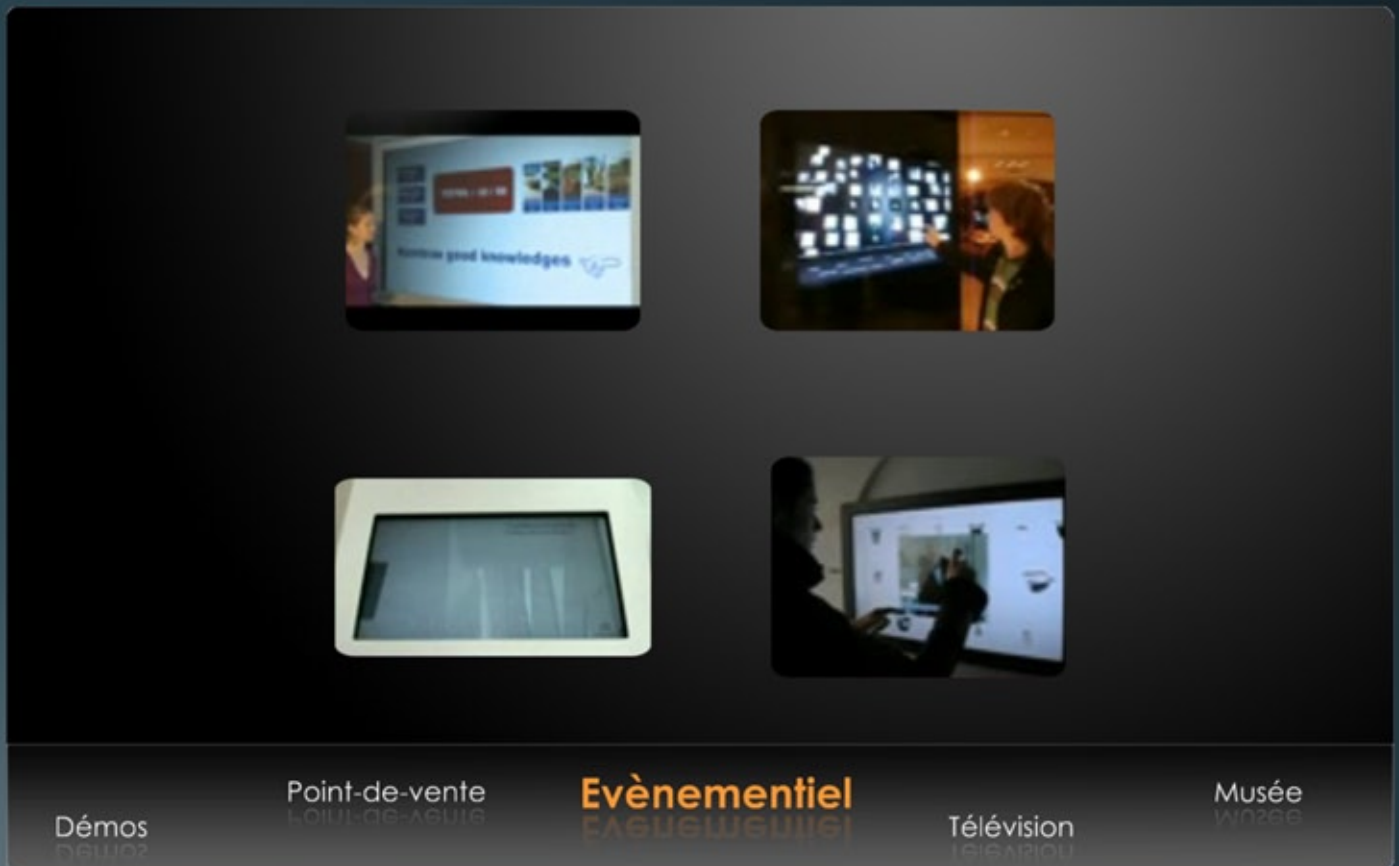 good knowledges
Point-de-vente
Evènementiel
Musée
Démos
Télévision